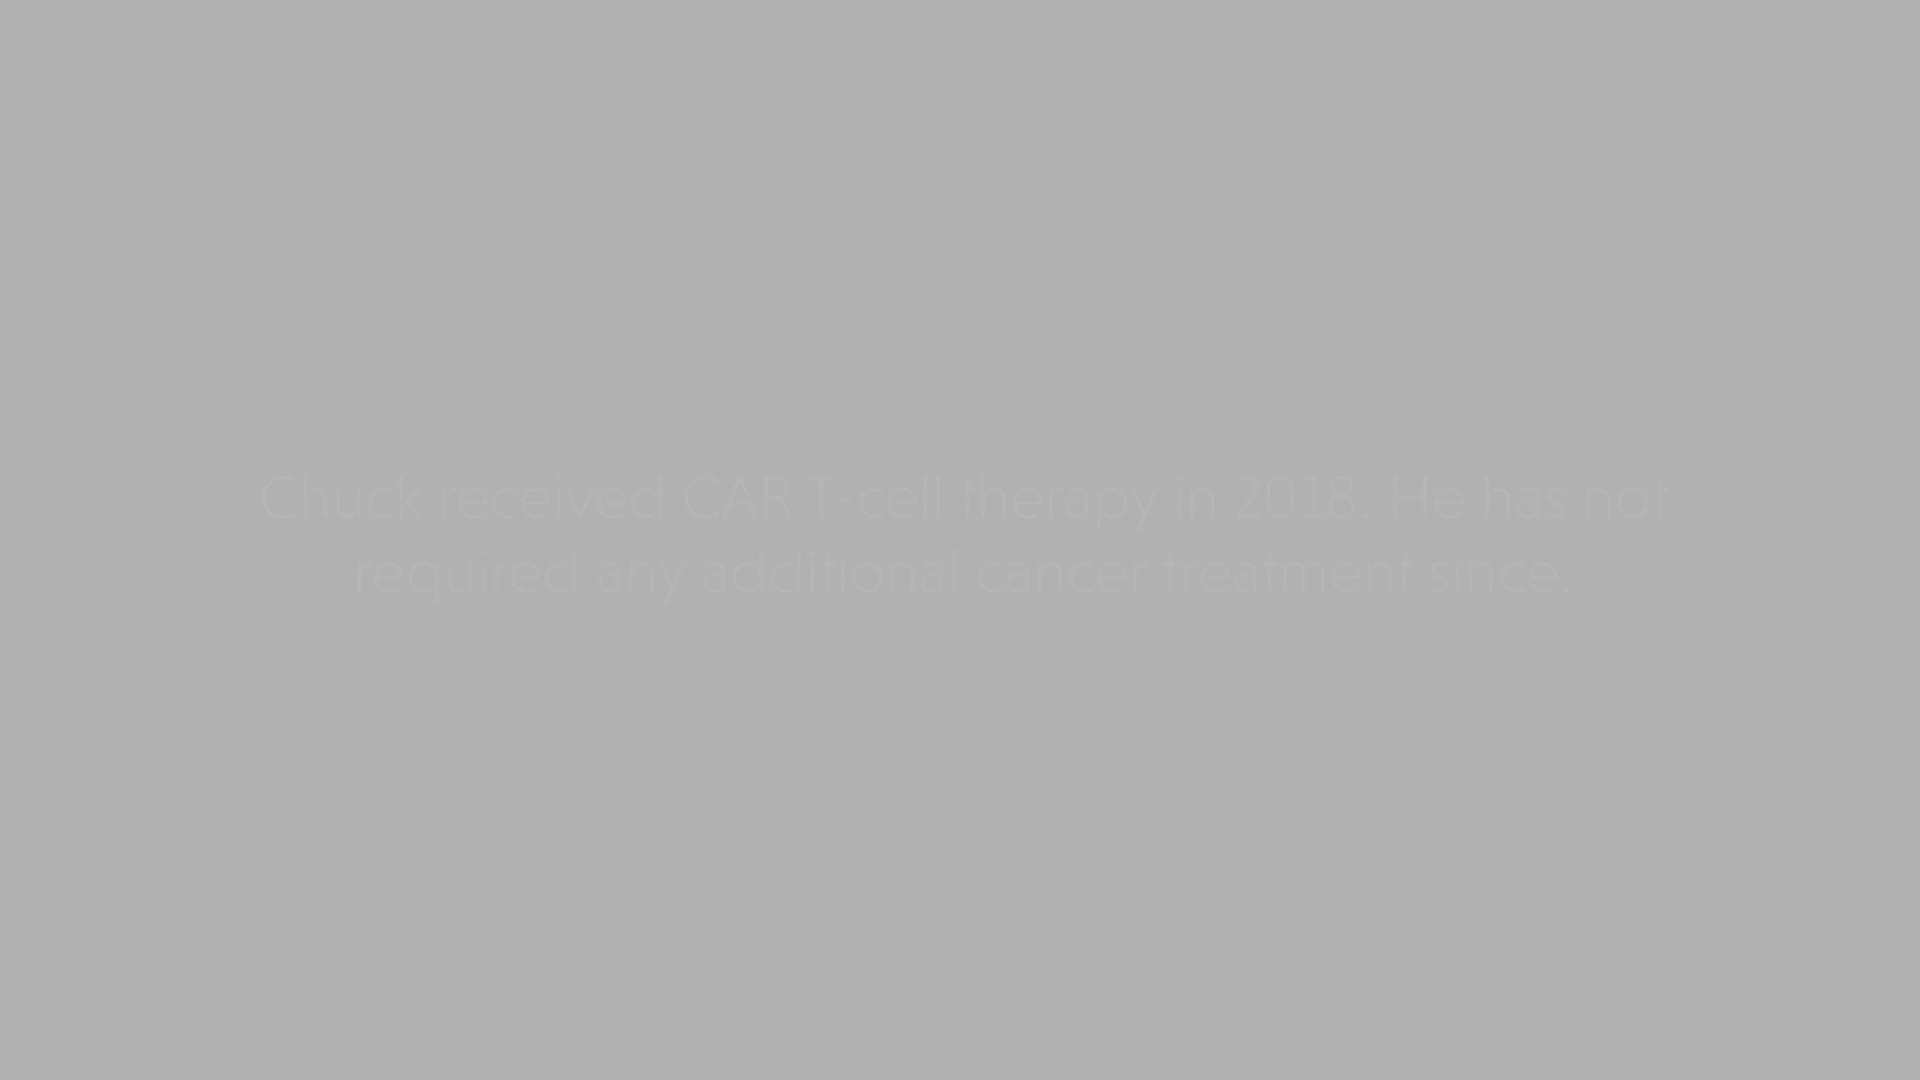 Chuck received CAR T-cell therapy in 2018. He has not
required any additional cancer treatment since.